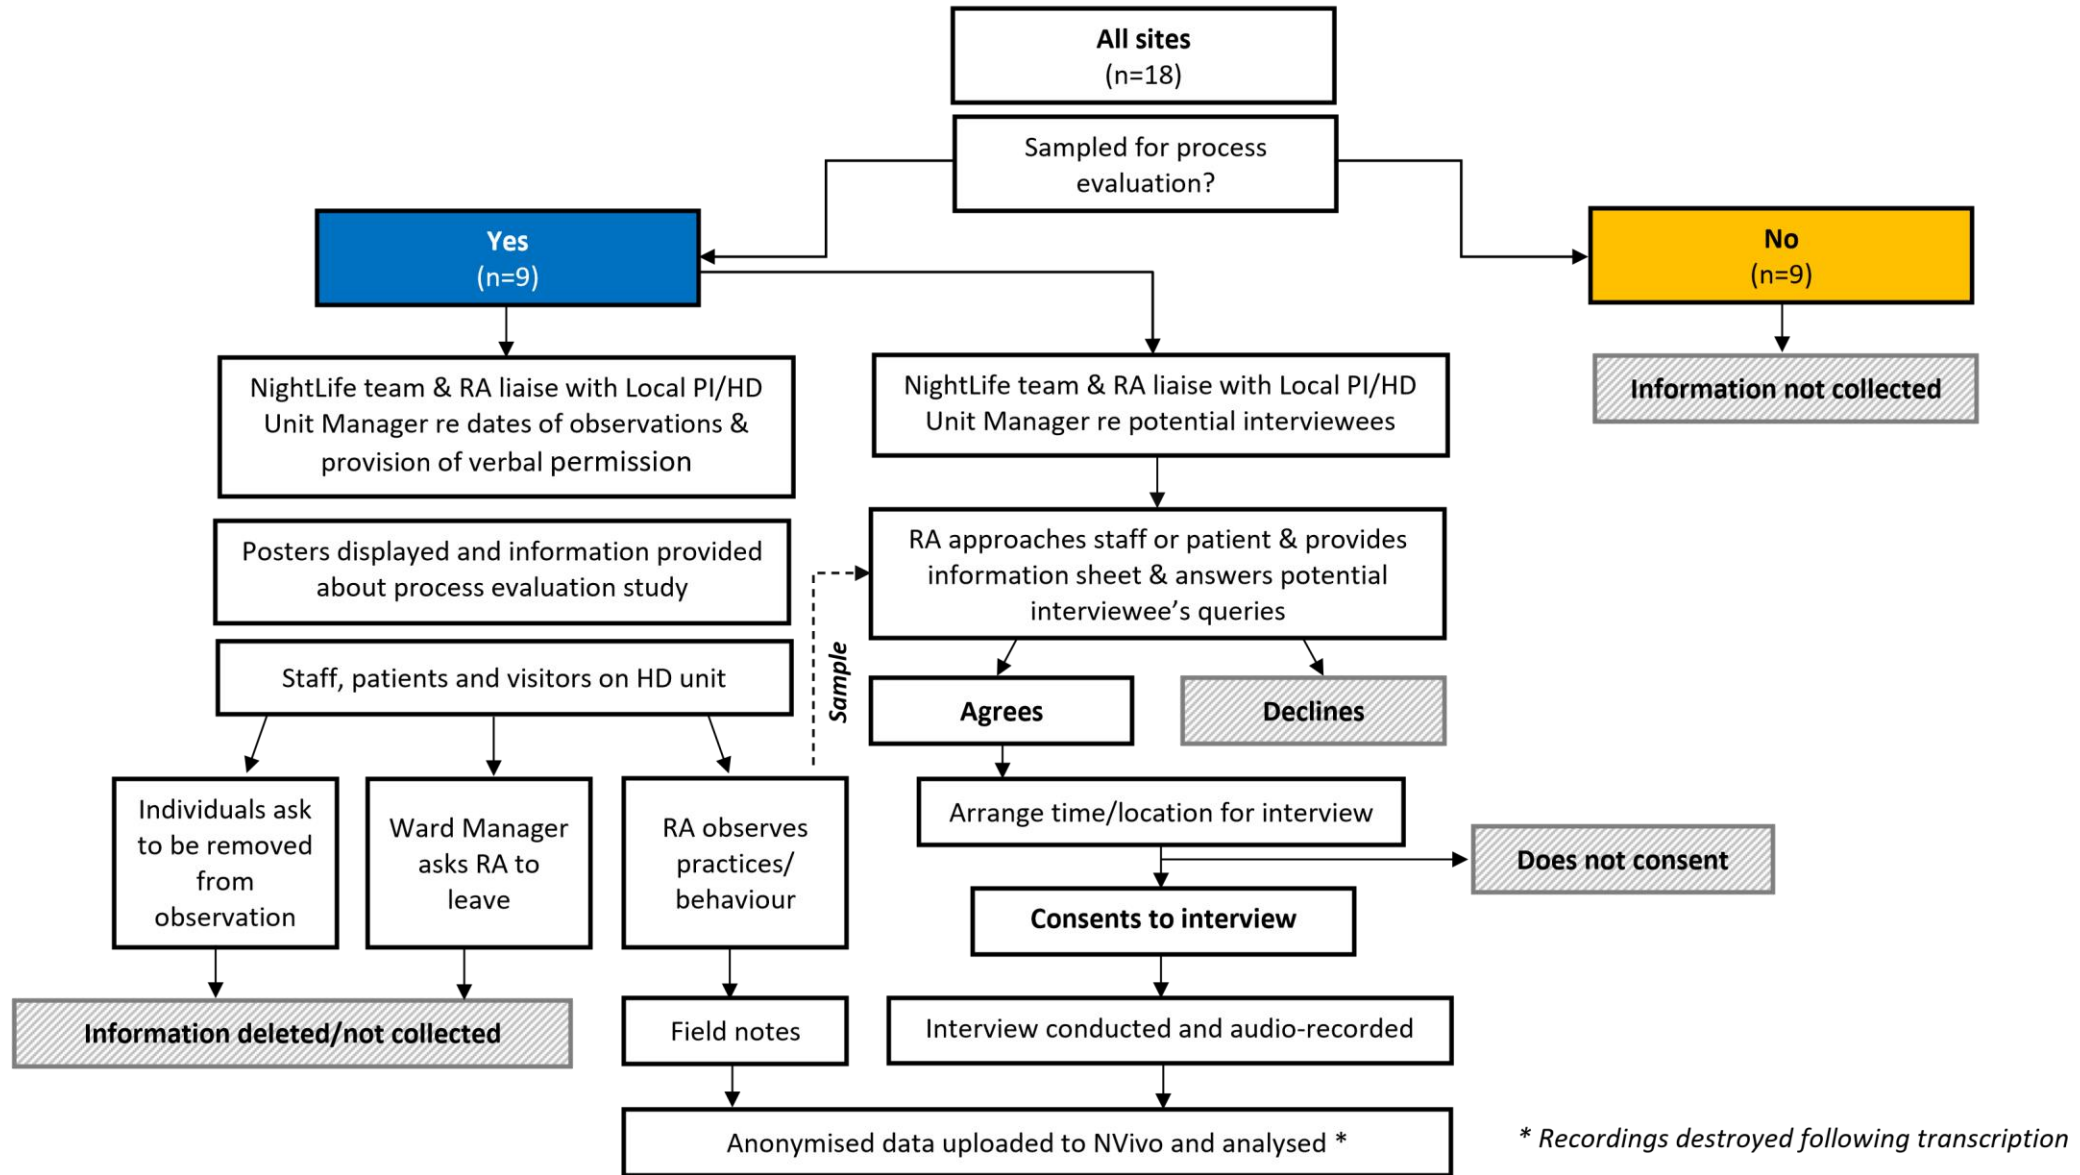 All sites
(n=18)
Sampled for process
evaluation?
Yes
(n=9)
No
(n=9)
NightLife team & RA liaise with Local PI/HD
Unit Manager re dates of observations &
provision of verbal permission
NightLife team & RA liaise with Local PI/HD
Unit Manager re potential interviewees
Information not collected
Posters displayed and information provided
about process evaluation study
RA approaches staff or patient & provides
information sheet & answers potential
interviewee’s queries
Staff, patients and visitors on HD unit
Sample
Agrees
Declines
Individuals ask
to be removed
from
observation
Ward Manager
asks RA to
leave
RA observes
practices/
behaviour
Arrange time/location for interview
Does not consent
Consents to interview
Information deleted/not collected
Field notes
Interview conducted and audio-recorded
Anonymised data uploaded to NVivo and analysed *
* Recordings destroyed following transcription